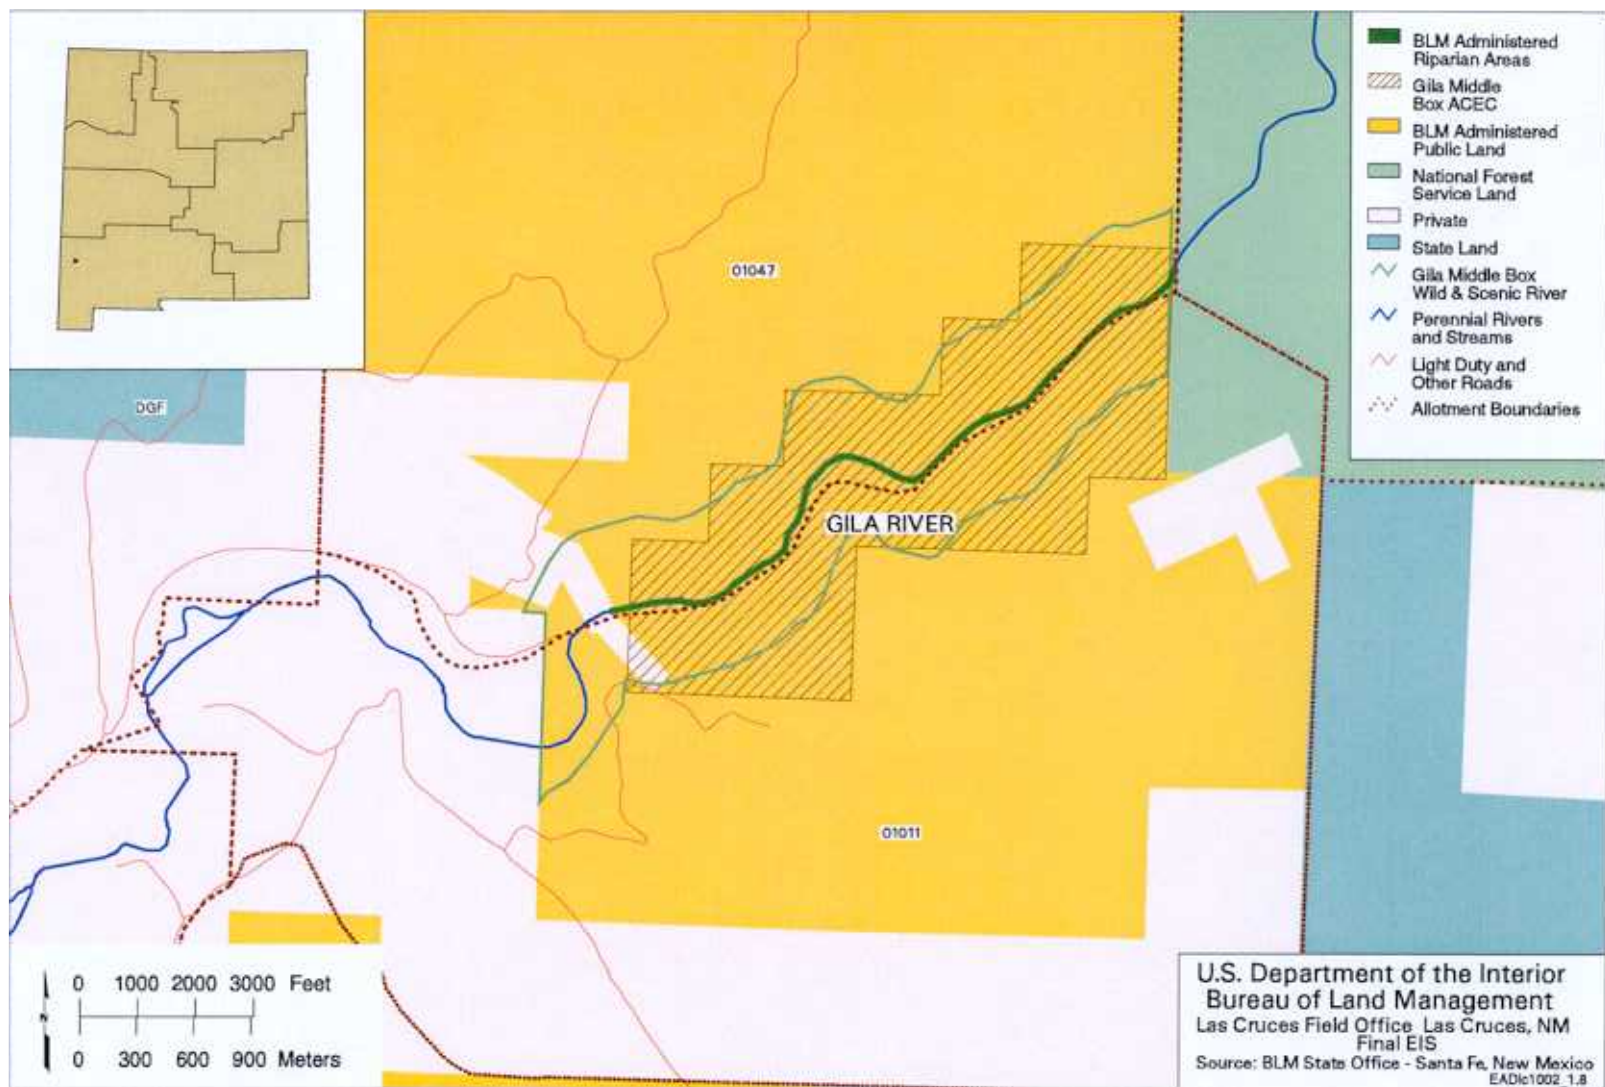 BLM Administered
Riparian Areas
Gila Middle
Box ACEC
BLM Administered
Public Land
National Forest
Service Land
Private
State Land
Gila Middle Box
Wild & Scenic River
Perennial Rivers
and Streams
Light Duty and
Other Roads
Allotment Boundaries
01047
DGF
GILA RIVER
01011
0 1000 2000 3000 Feet
N
0 300 600 900 Meters
U.S. Department of the Interior
Bureau of Land Management
Las Cruces Field Office Las Cruces, NM
Final EIS
Source: BLM State Office - Santa Fe, New Mexico
EADlc1002 1.8